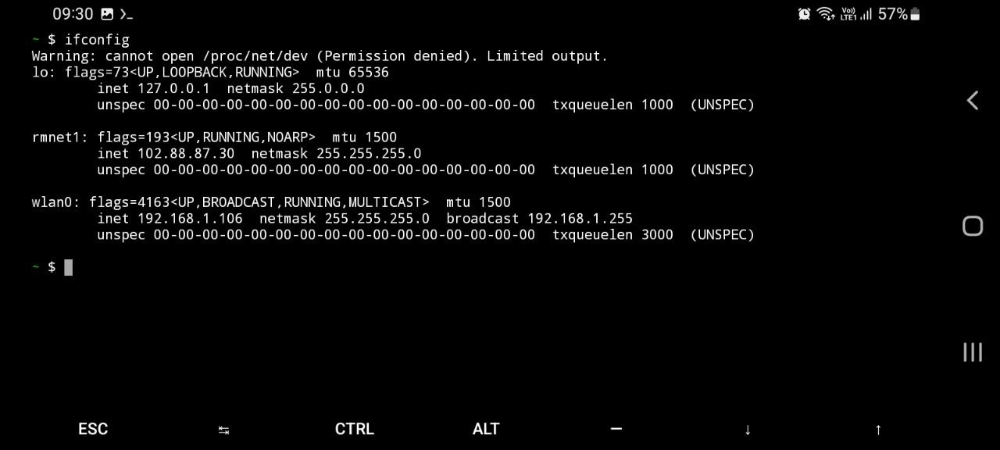 09:30 >_ Vo) LTE1 57%
~ $ ifconfig
Warning: cannot open /proc/net/dev (Permission denied). Limited output.
lo: flags=73<UP,LOOPBACK,RUNNING>  mtu 65536
        inet 127.0.0.1  netmask 255.0.0.0
        unspec 00-00-00-00-00-00-00-00-00-00-00-00-00-00-00-00  txqueuelen 1000  (UNSPEC)
rmnet1: flags=193<UP,RUNNING,NOARP>  mtu 1500
        inet 102.88.87.30  netmask 255.255.255.0
        unspec 00-00-00-00-00-00-00-00-00-00-00-00-00-00-00-00  txqueuelen 1000  (UNSPEC)
wlan0: flags=4163<UP,BROADCAST,RUNNING,MULTICAST>  mtu 1500
        inet 192.168.1.106  netmask 255.255.255.0  broadcast 192.168.1.255
        unspec 00-00-00-00-00-00-00-00-00-00-00-00-00-00-00-00  txqueuelen 3000  (UNSPEC)
~ $
ESC ↹ CTRL ALT — ↓ ↑